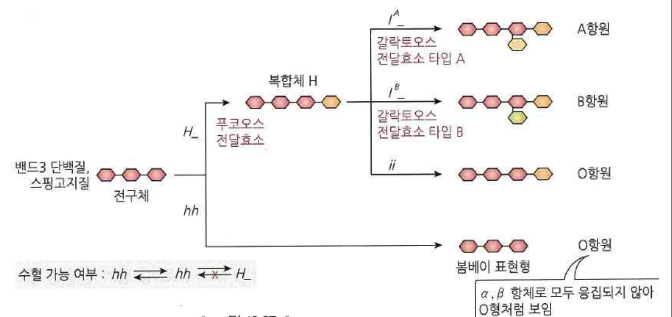 I^A_
갈락토오스
전달효소 타입 A
A항원
복합체 H
I^B_
갈락토오스
전달효소 타입 B
B항원
H_
푸코오스
전달효소
ii
O항원
밴드3 단백질,
스핑고지질
전구체
hh
O항원
봄베이 표현형
수혈 가능 여부 : hh ⇄ hh ⇄ H_
x
α, β 항체로 모두 응집되지 않아
O형처럼 보임